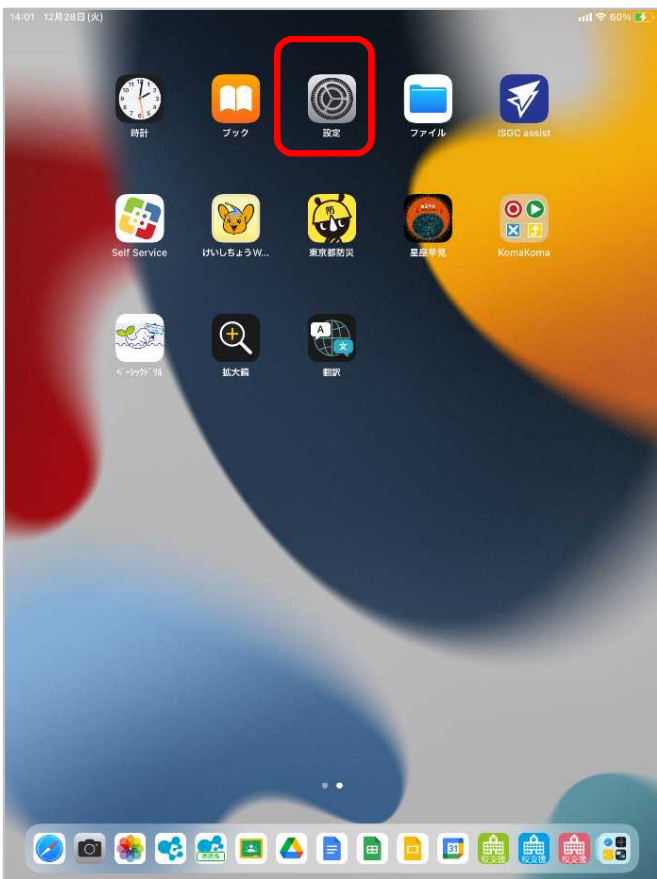 14:01 12月28日(火)
60%
時計
ブック
設定
ファイル
ISGC assist
Self Service
けいしちょうW...
防
東京都防災
星座早見
KomaKoma
ﾍﾞｰｼｯｸﾄﾞﾘﾙ
拡大鏡
A
文
翻訳
31
校支援
校支援
校支援